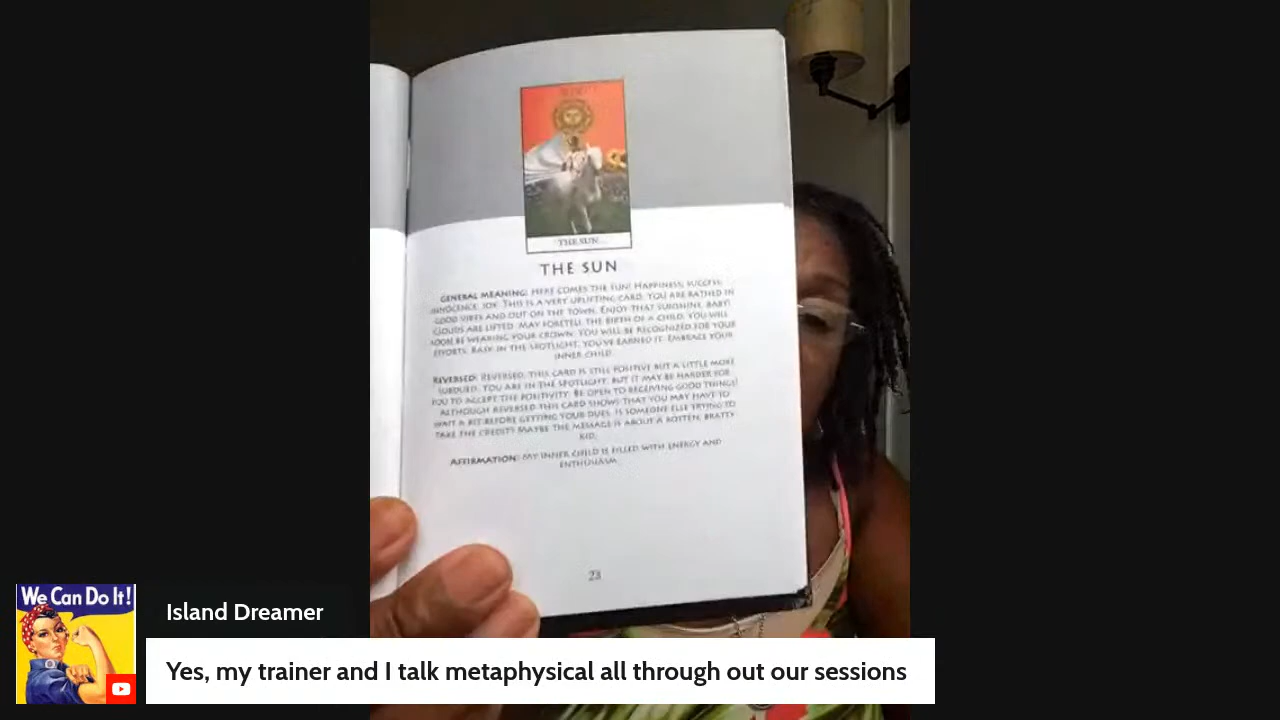 THE SUN
THE SUN
GENERAL MEANING: HERE COMES THE SUN! HAPPINESS, SUCCESS,
INNOCENCE, JOY. THIS IS A VERY UPLIFTING CARD. YOU ARE BATHED IN
GOOD VIBES AND OUT ON THE TOWN. ENJOY THAT SUNSHINE, BABY!
CLOUDS ARE LIFTED. MAY FORETELL THE BIRTH OF A CHILD. YOU WILL
SOON BE WEARING YOUR CROWN. YOU WILL BE RECOGNIZED FOR YOUR
EFFORTS. BASK IN THE SPOTLIGHT, YOU'VE EARNED IT. EMBRACE YOUR
INNER CHILD.
REVERSED: REVERSED, THIS CARD IS STILL POSITIVE BUT A LITTLE MORE
SUBDUED. YOU ARE IN THE SPOTLIGHT, BUT IT MAY BE HARDER FOR
YOU TO ACCEPT THE POSITIVITY. BE OPEN TO RECEIVING GOOD THINGS!
ALTHOUGH REVERSED THIS CARD SHOWS THAT YOU MAY HAVE TO
WAIT A BIT BEFORE GETTING YOUR DUES. IS SOMEONE ELSE TRYING TO
TAKE THE CREDIT? MAYBE THE MESSAGE IS ABOUT A ROTTEN, BRATTY
KID.
AFFIRMATION: MY INNER CHILD IS FILLED WITH ENERGY AND
ENTHUSIASM.
23
We Can Do It!
Island Dreamer
Yes, my trainer and I talk metaphysical all through out our sessions